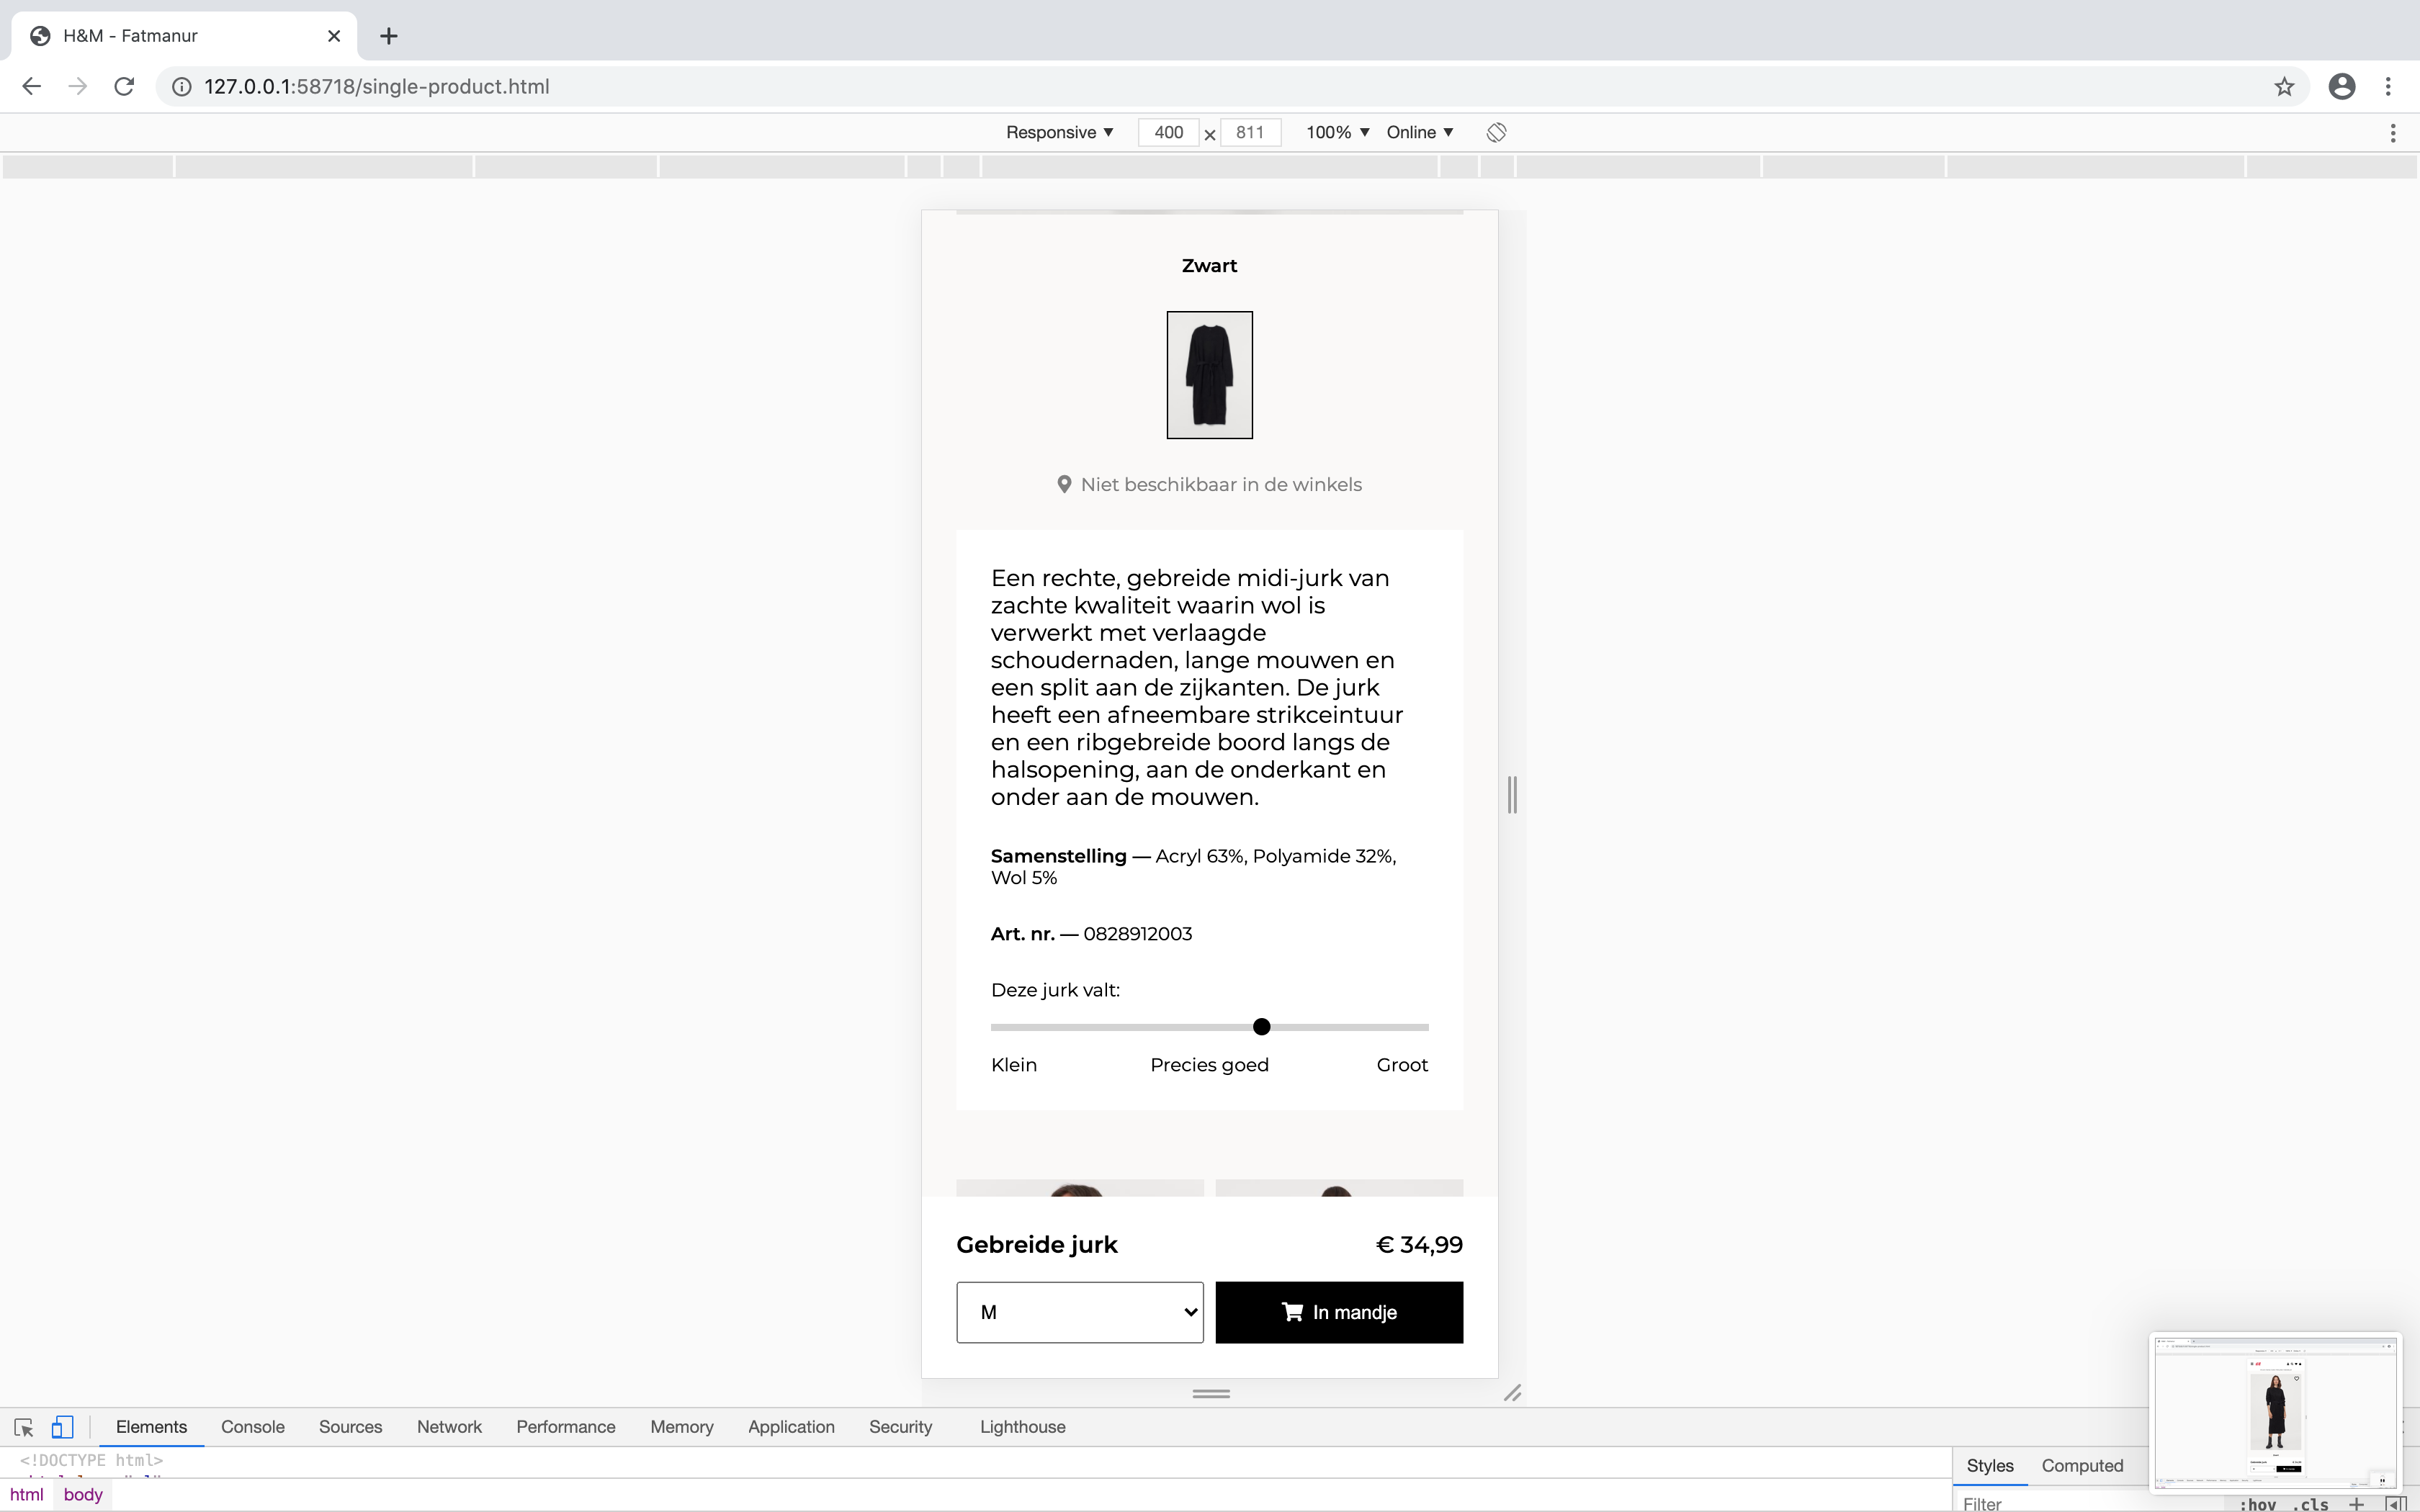 H&M - Fatmanur
127.0.0.1:58718/single-product.html
Responsive 400 × 811 100% Online
Zwart
Niet beschikbaar in de winkels
Een rechte, gebreide midi-jurk van
zachte kwaliteit waarin wol is
verwerkt met verlaagde
schoudernaden, lange mouwen en
een split aan de zijkanten. De jurk
heeft een afneembare strikceintuur
en een ribgebreide boord langs de
halsopening, aan de onderkant en
onder aan de mouwen.
Samenstelling — Acryl 63%, Polyamide 32%,
Wol 5%
Art. nr. — 0828912003
Deze jurk valt:
Klein Precies goed Groot
Gebreide jurk € 34,99
M In mandje
Elements Console Sources Network Performance Memory Application Security Lighthouse
<!DOCTYPE html>
html body
Styles Computed
Filter :hov .cls